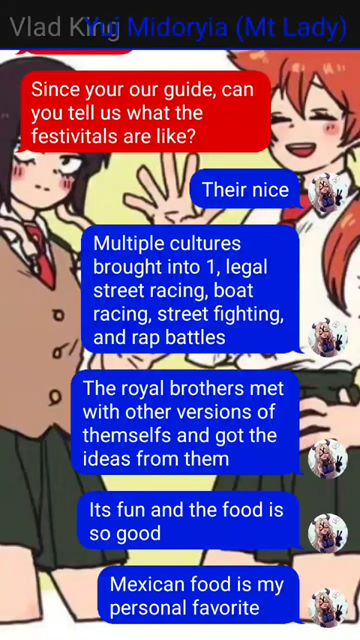 Vlad King
Yui Midoryia (Mt Lady)
Since your our guide, can
you tell us what the
festivitals are like?
Their nice
Multiple cultures
brought into 1, legal
street racing, boat
racing, street fighting,
and rap battles
The royal brothers met
with other versions of
themselfs and got the
ideas from them
Its fun and the food is
so good
Mexican food is my
personal favorite